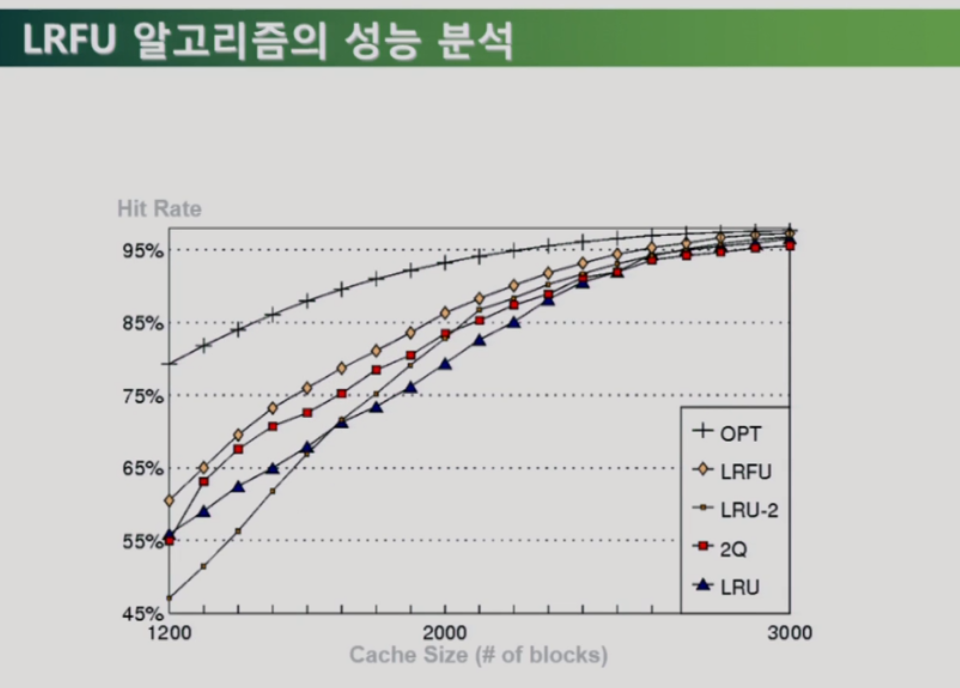 LRFU 알고리즘의 성능 분석
Hit Rate
95%
85%
75%
65%
55%
45%
OPT
LRFU
LRU-2
2Q
LRU
1200 2000 3000
Cache Size (# of blocks)